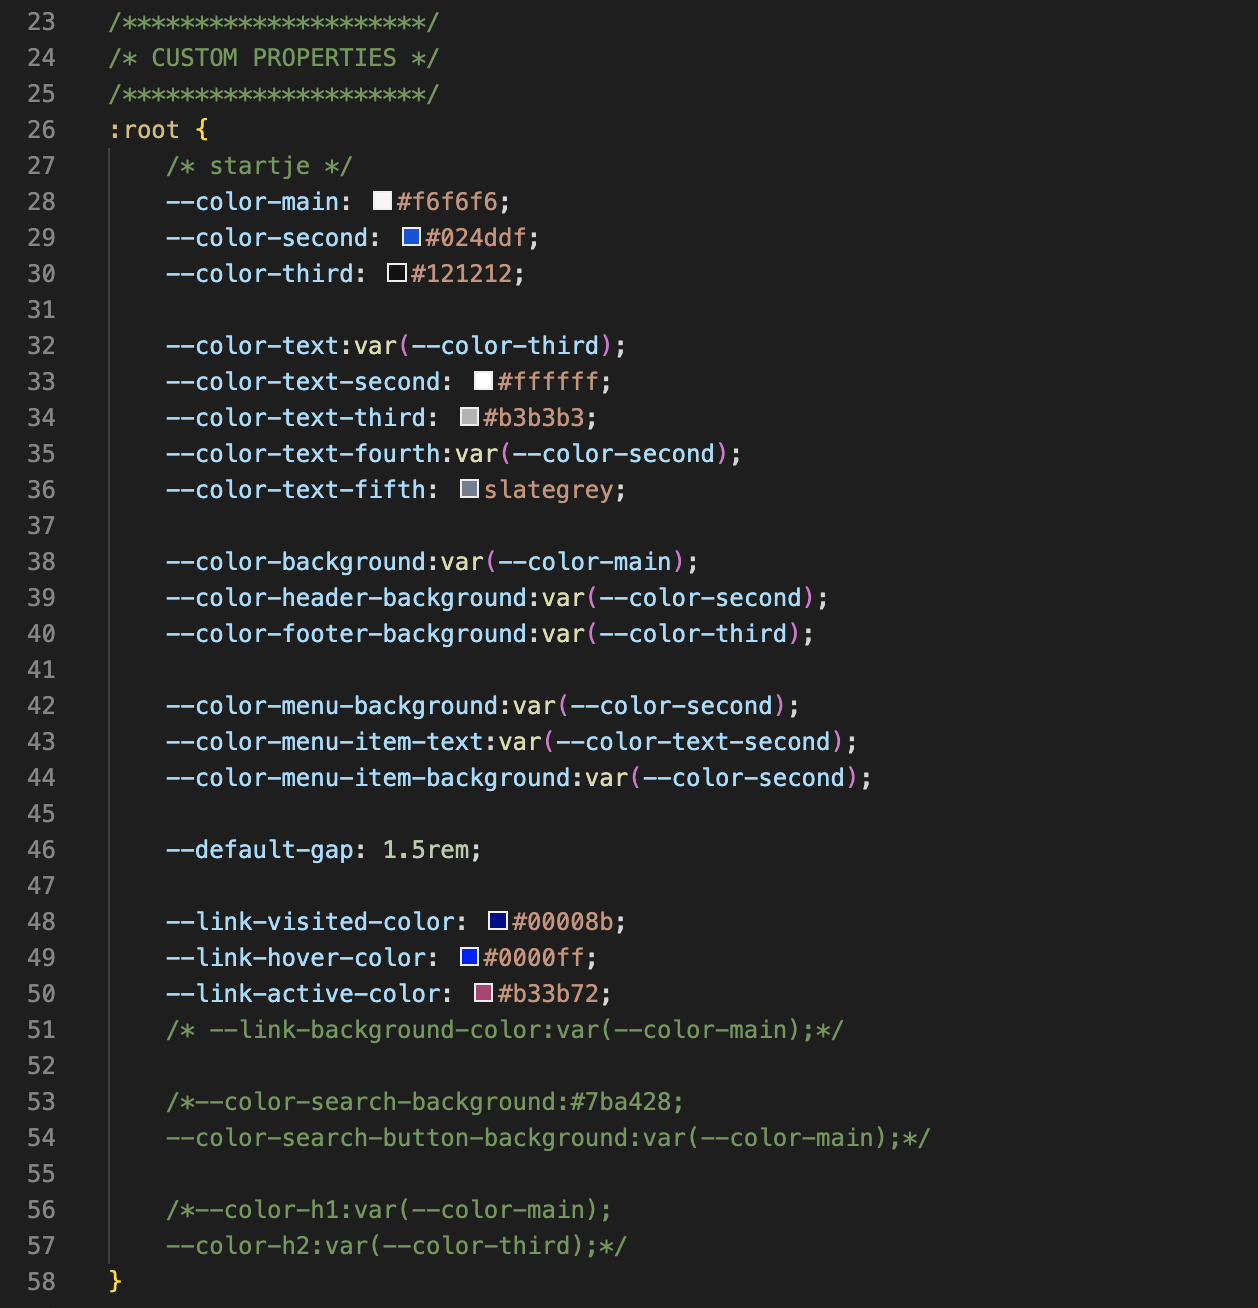 23 /*********************/
24 /* CUSTOM PROPERTIES */
25 /*********************/
26 :root {
27 /* startje */
28 --color-main: #f6f6f6;
29 --color-second: #024ddf;
30 --color-third: #121212;
31
32 --color-text:var(--color-third);
33 --color-text-second: #ffffff;
34 --color-text-third: #b3b3b3;
35 --color-text-fourth:var(--color-second);
36 --color-text-fifth: slategrey;
37
38 --color-background:var(--color-main);
39 --color-header-background:var(--color-second);
40 --color-footer-background:var(--color-third);
41
42 --color-menu-background:var(--color-second);
43 --color-menu-item-text:var(--color-text-second);
44 --color-menu-item-background:var(--color-second);
45
46 --default-gap: 1.5rem;
47
48 --link-visited-color: #00008b;
49 --link-hover-color: #0000ff;
50 --link-active-color: #b33b72;
51 /* --link-background-color:var(--color-main);*/
52
53 /*--color-search-background:#7ba428;
54 --color-search-button-background:var(--color-main);*/
55
56 /*--color-h1:var(--color-main);
57 --color-h2:var(--color-third);*/
58 }